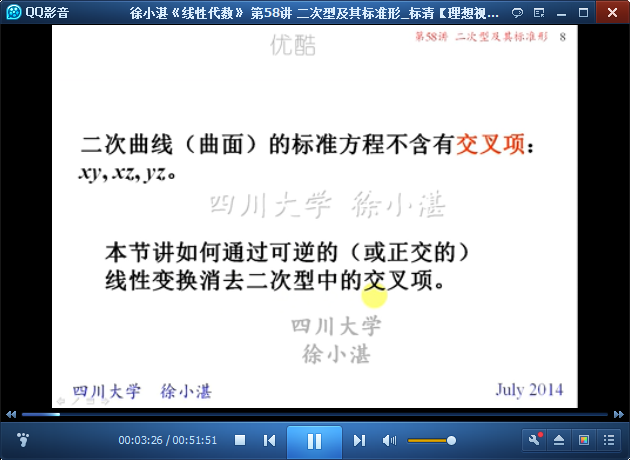 QQ影音
徐小湛《线性代数》 第58讲 二次型及其标准形_标清【理想视...
优酷
第58讲 二次型及其标准形 8
二次曲线（曲面）的标准方程不含有交叉项：
xy, xz, yz。
四川大学 徐小湛
本节讲如何通过可逆的（或正交的）
线性变换消去二次型中的交叉项。
四川大学
徐小湛
四川大学 徐小湛
July 2014
00:03:26 / 00:51:51